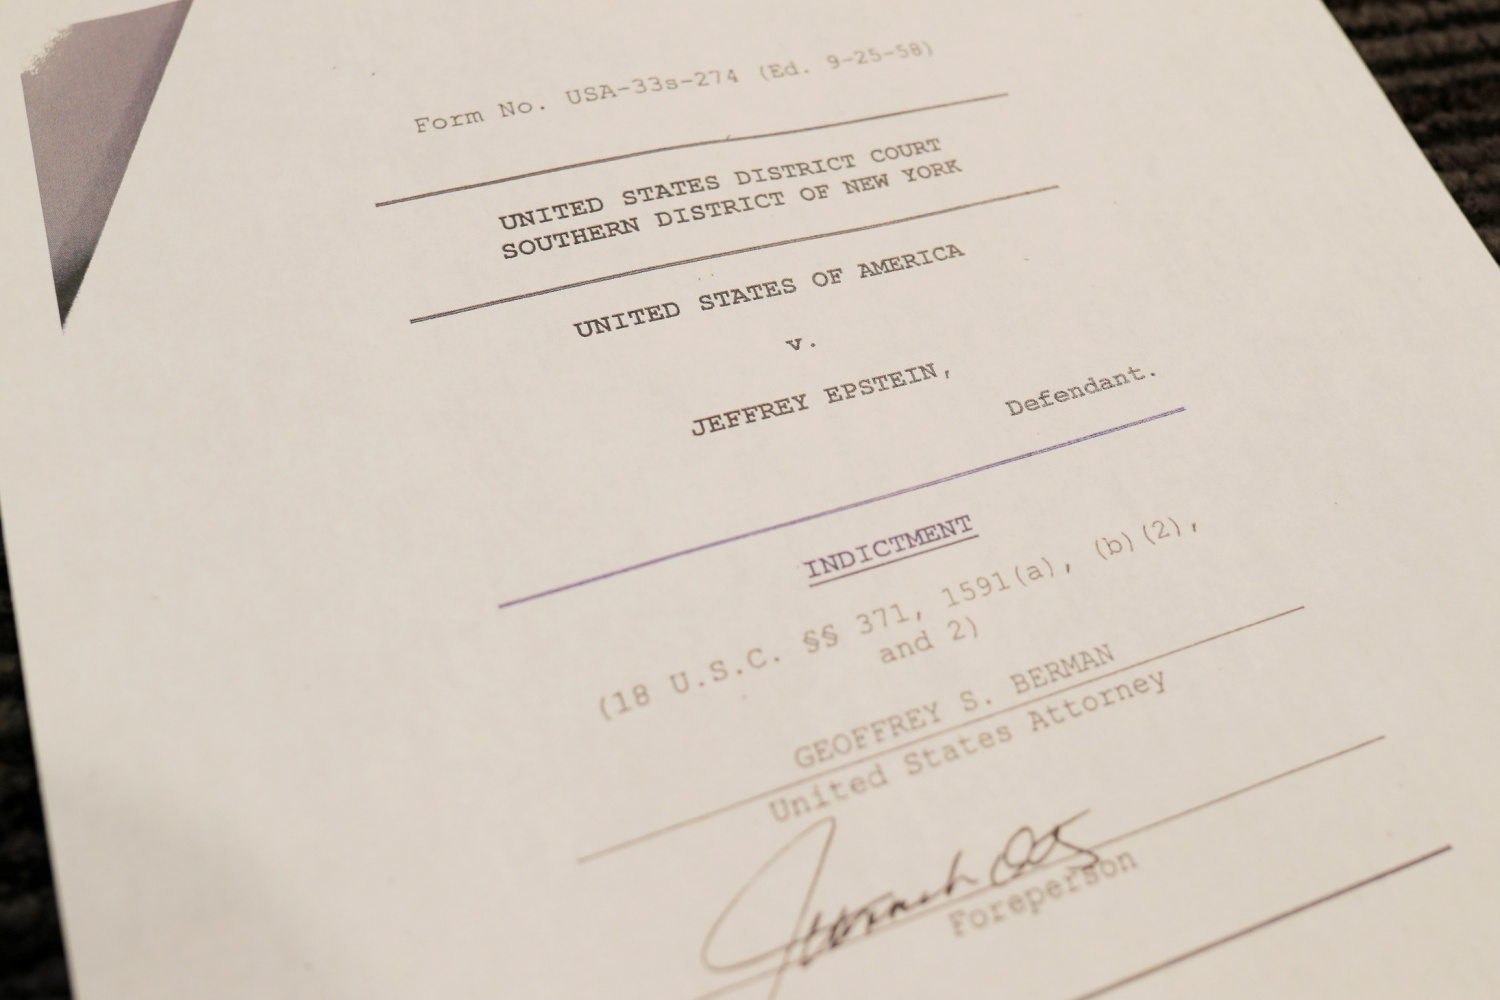 Form No. USA-33s-274 (Ed. 9-25-58)
UNITED STATES DISTRICT COURT
SOUTHERN DISTRICT OF NEW YORK
UNITED STATES OF AMERICA
v.
JEFFREY EPSTEIN,
Defendant.
INDICTMENT
(18 U.S.C. §§ 371, 1591(a), (b)(2),
and 2)
GEOFFREY S. BERMAN
United States Attorney
Foreperson